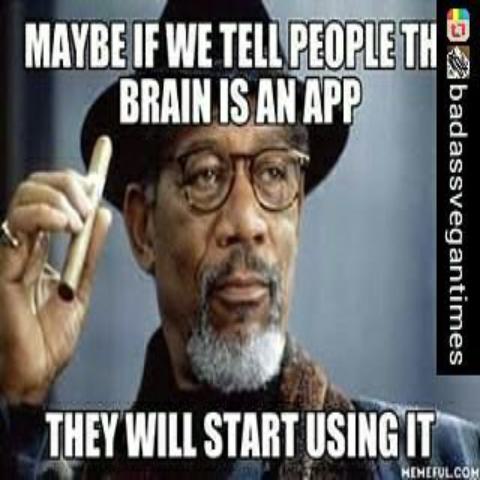 MAYBE IF WE TELL PEOPLE TH
BRAIN IS AN APP
THEY WILL START USING IT
badassvegantimes
MEMEFUL.COM